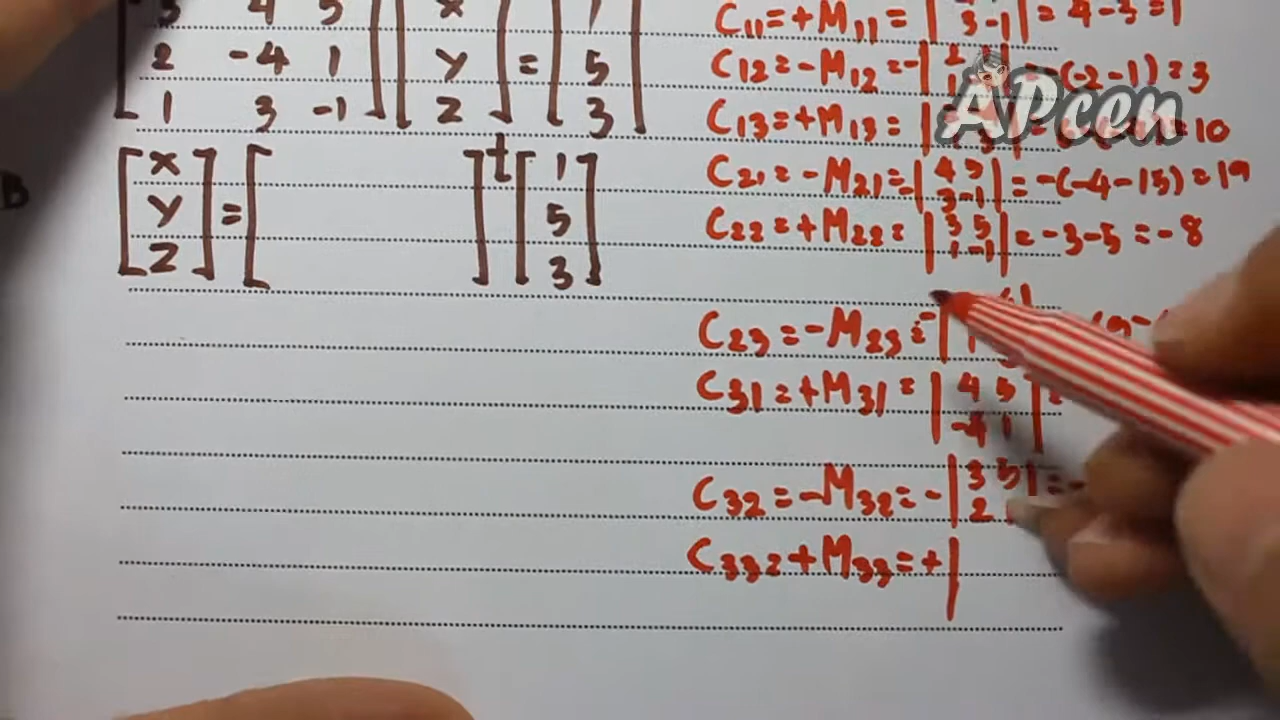 3 4 5 x 1
2 -4 1 y = 5
1 3 -1 z 3
x
y =
z
t
1
5
3
C11 = +M11 = | 3 -1 | = 4-3 = 1
C12 = -M12 = -| 2 = -(-2-1) = 3
C13 = +M13 = | = 10
C21 = -M21 = -| 4 5 3 -1 | = -(-4-15) = 19
C22 = +M22 = | 3 5 1 -1 | = -3-5 = -8
C23 = -M23 = -| 1
C31 = +M31 = | 4 5 -4 1 | =
C32 = -M32 = -| 3 5 2 | =
C33 = +M33 = +|
APcen